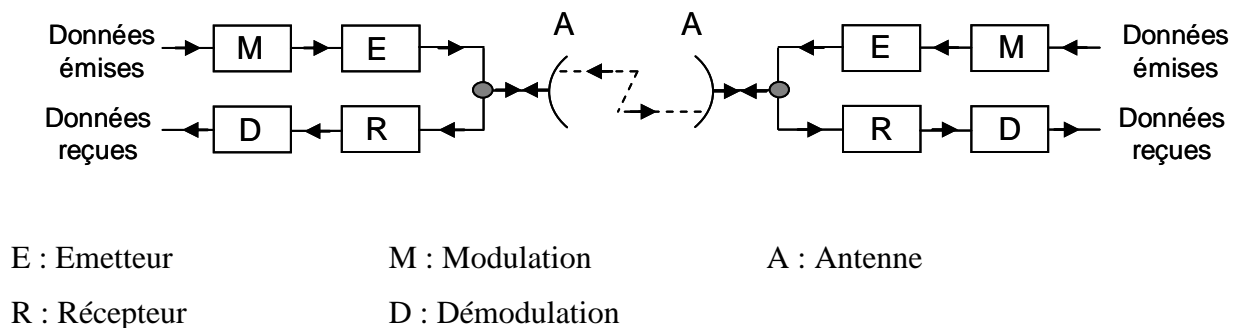 A A
Données
émises
M E
E M
Données
émises
Données
reçues
D R
R D
Données
reçues
E : Emetteur M : Modulation A : Antenne
R : Récepteur D : Démodulation